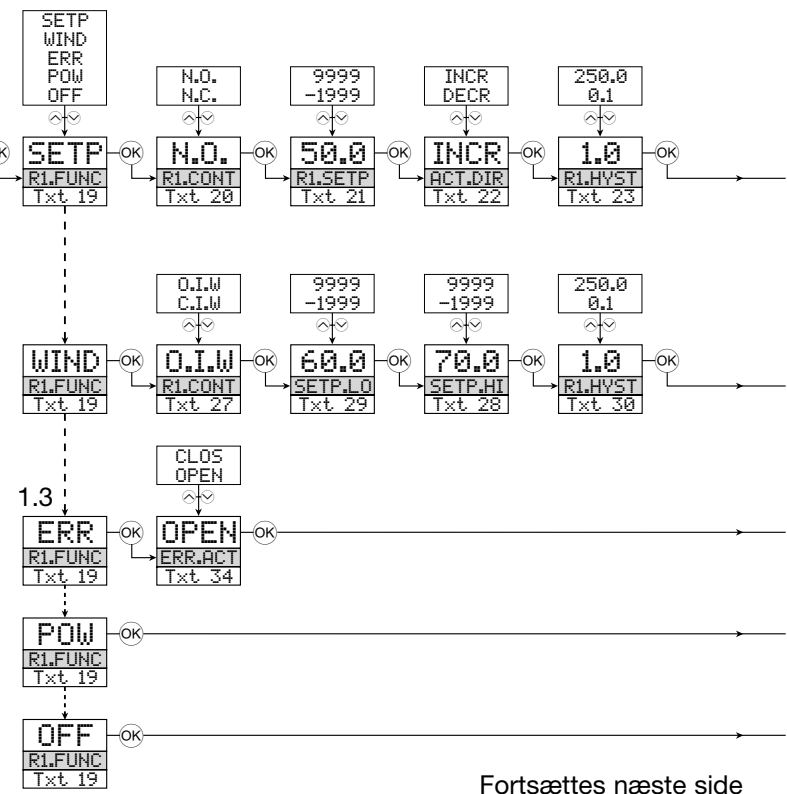 SETP
WIND
ERR
POW
OFF
N.O.
N.C.
9999
-1999
INCR
DECR
250.0
0.1
SETP OK N.O. OK 50.0 OK INCR OK 1.0 OK
R1.FUNC R1.CONT R1.SETP ACT.DIR R1.HYST
Txt 19 Txt 20 Txt 21 Txt 22 Txt 23
O.I.W
C.I.W
9999
-1999
9999
-1999
250.0
0.1
WIND OK O.I.W OK 60.0 OK 70.0 OK 1.0 OK
R1.FUNC R1.CONT SETP.LO SETP.HI R1.HYST
Txt 19 Txt 27 Txt 29 Txt 28 Txt 30
CLOS
OPEN
1.3
ERR OK OPEN OK
R1.FUNC ERR.ACT
Txt 19 Txt 34
POW OK
R1.FUNC
Txt 19
OFF OK
R1.FUNC
Txt 19
Fortsættes næste side